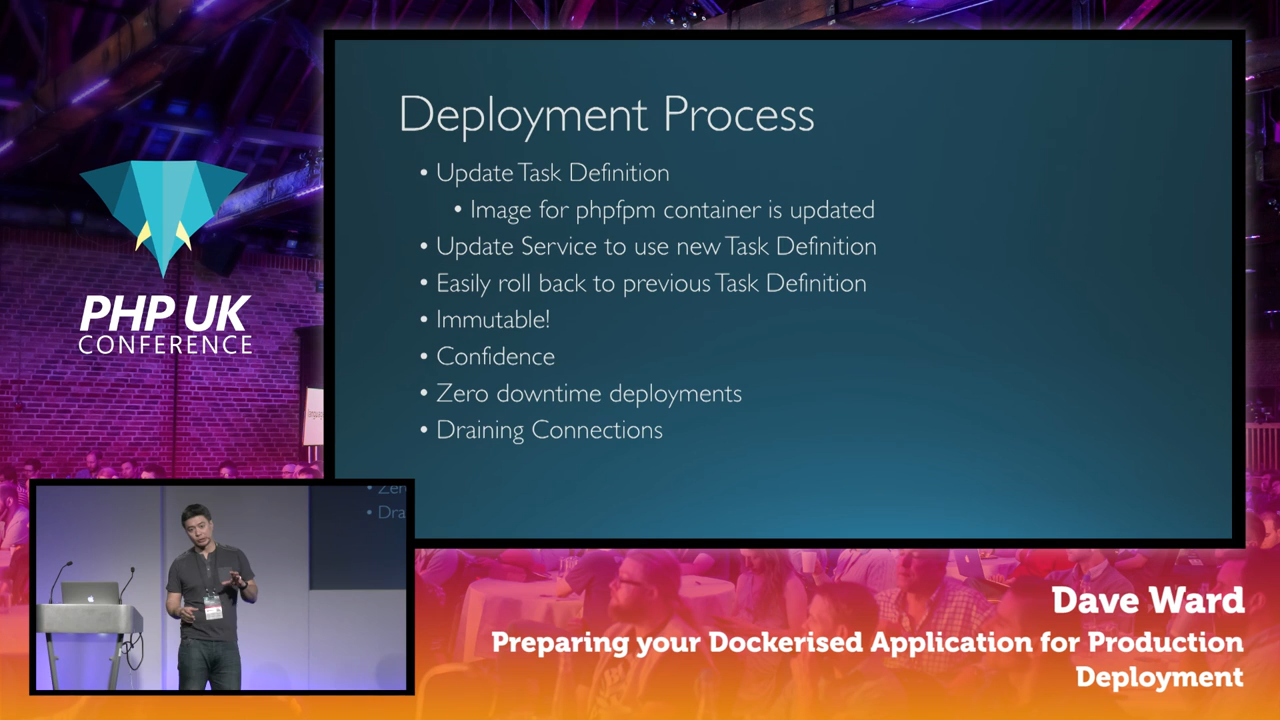 Deployment Process
• Update Task Definition
• Image for phpfpm container is updated
• Update Service to use new Task Definition
• Easily roll back to previous Task Definition
• Immutable!
• Confidence
• Zero downtime deployments
• Draining Connections
PHP UK
CONFERENCE
• Zer
• Dra
Dave Ward
Preparing your Dockerised Application for Production
Deployment